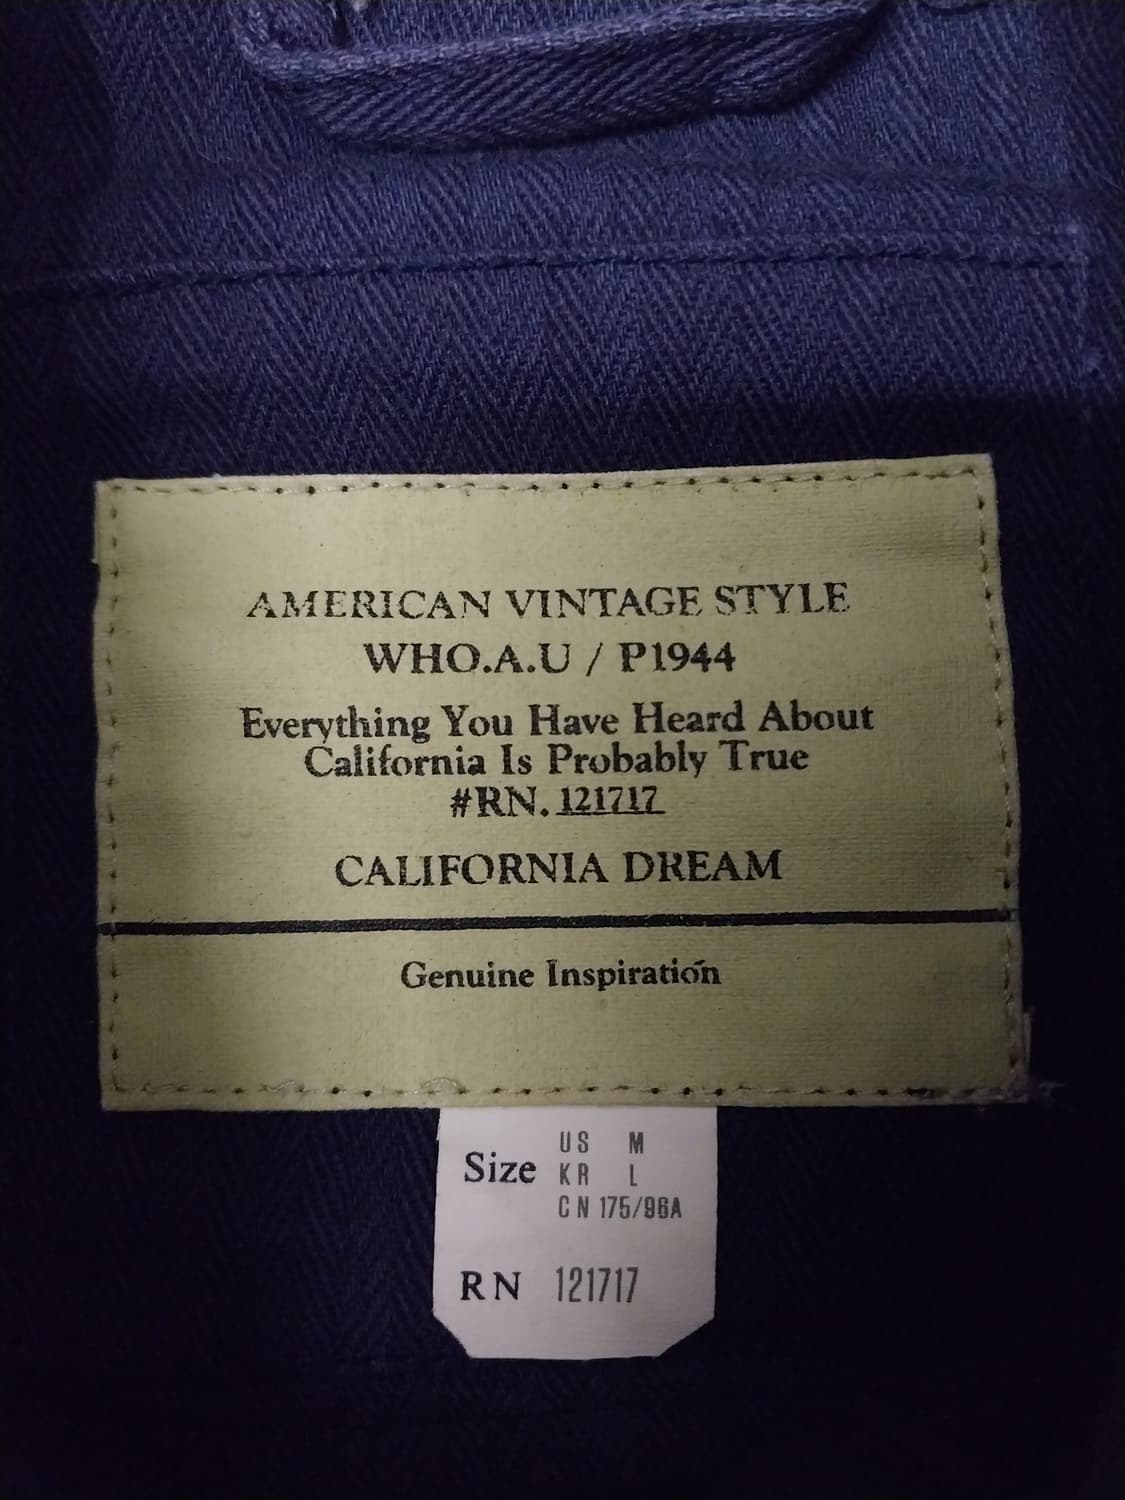 AMERICAN VINTAGE STYLE
WHO.A.U / P1944
Everything You Have Heard About
California Is Probably True
#RN. 121717
CALIFORNIA DREAM
Genuine Inspiration
Size US M
KR L
CN 175/96A
RN 121717